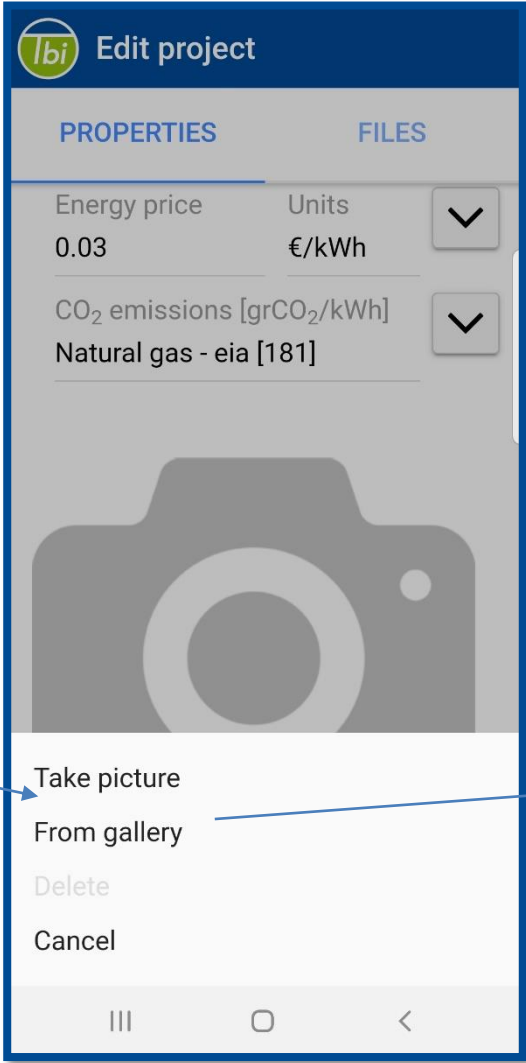 Tbi Edit project
PROPERTIES FILES
Energy price Units
0.03 €/kWh
CO₂ emissions [grCO₂/kWh]
Natural gas - eia [181]
Take picture
From gallery
Delete
Cancel